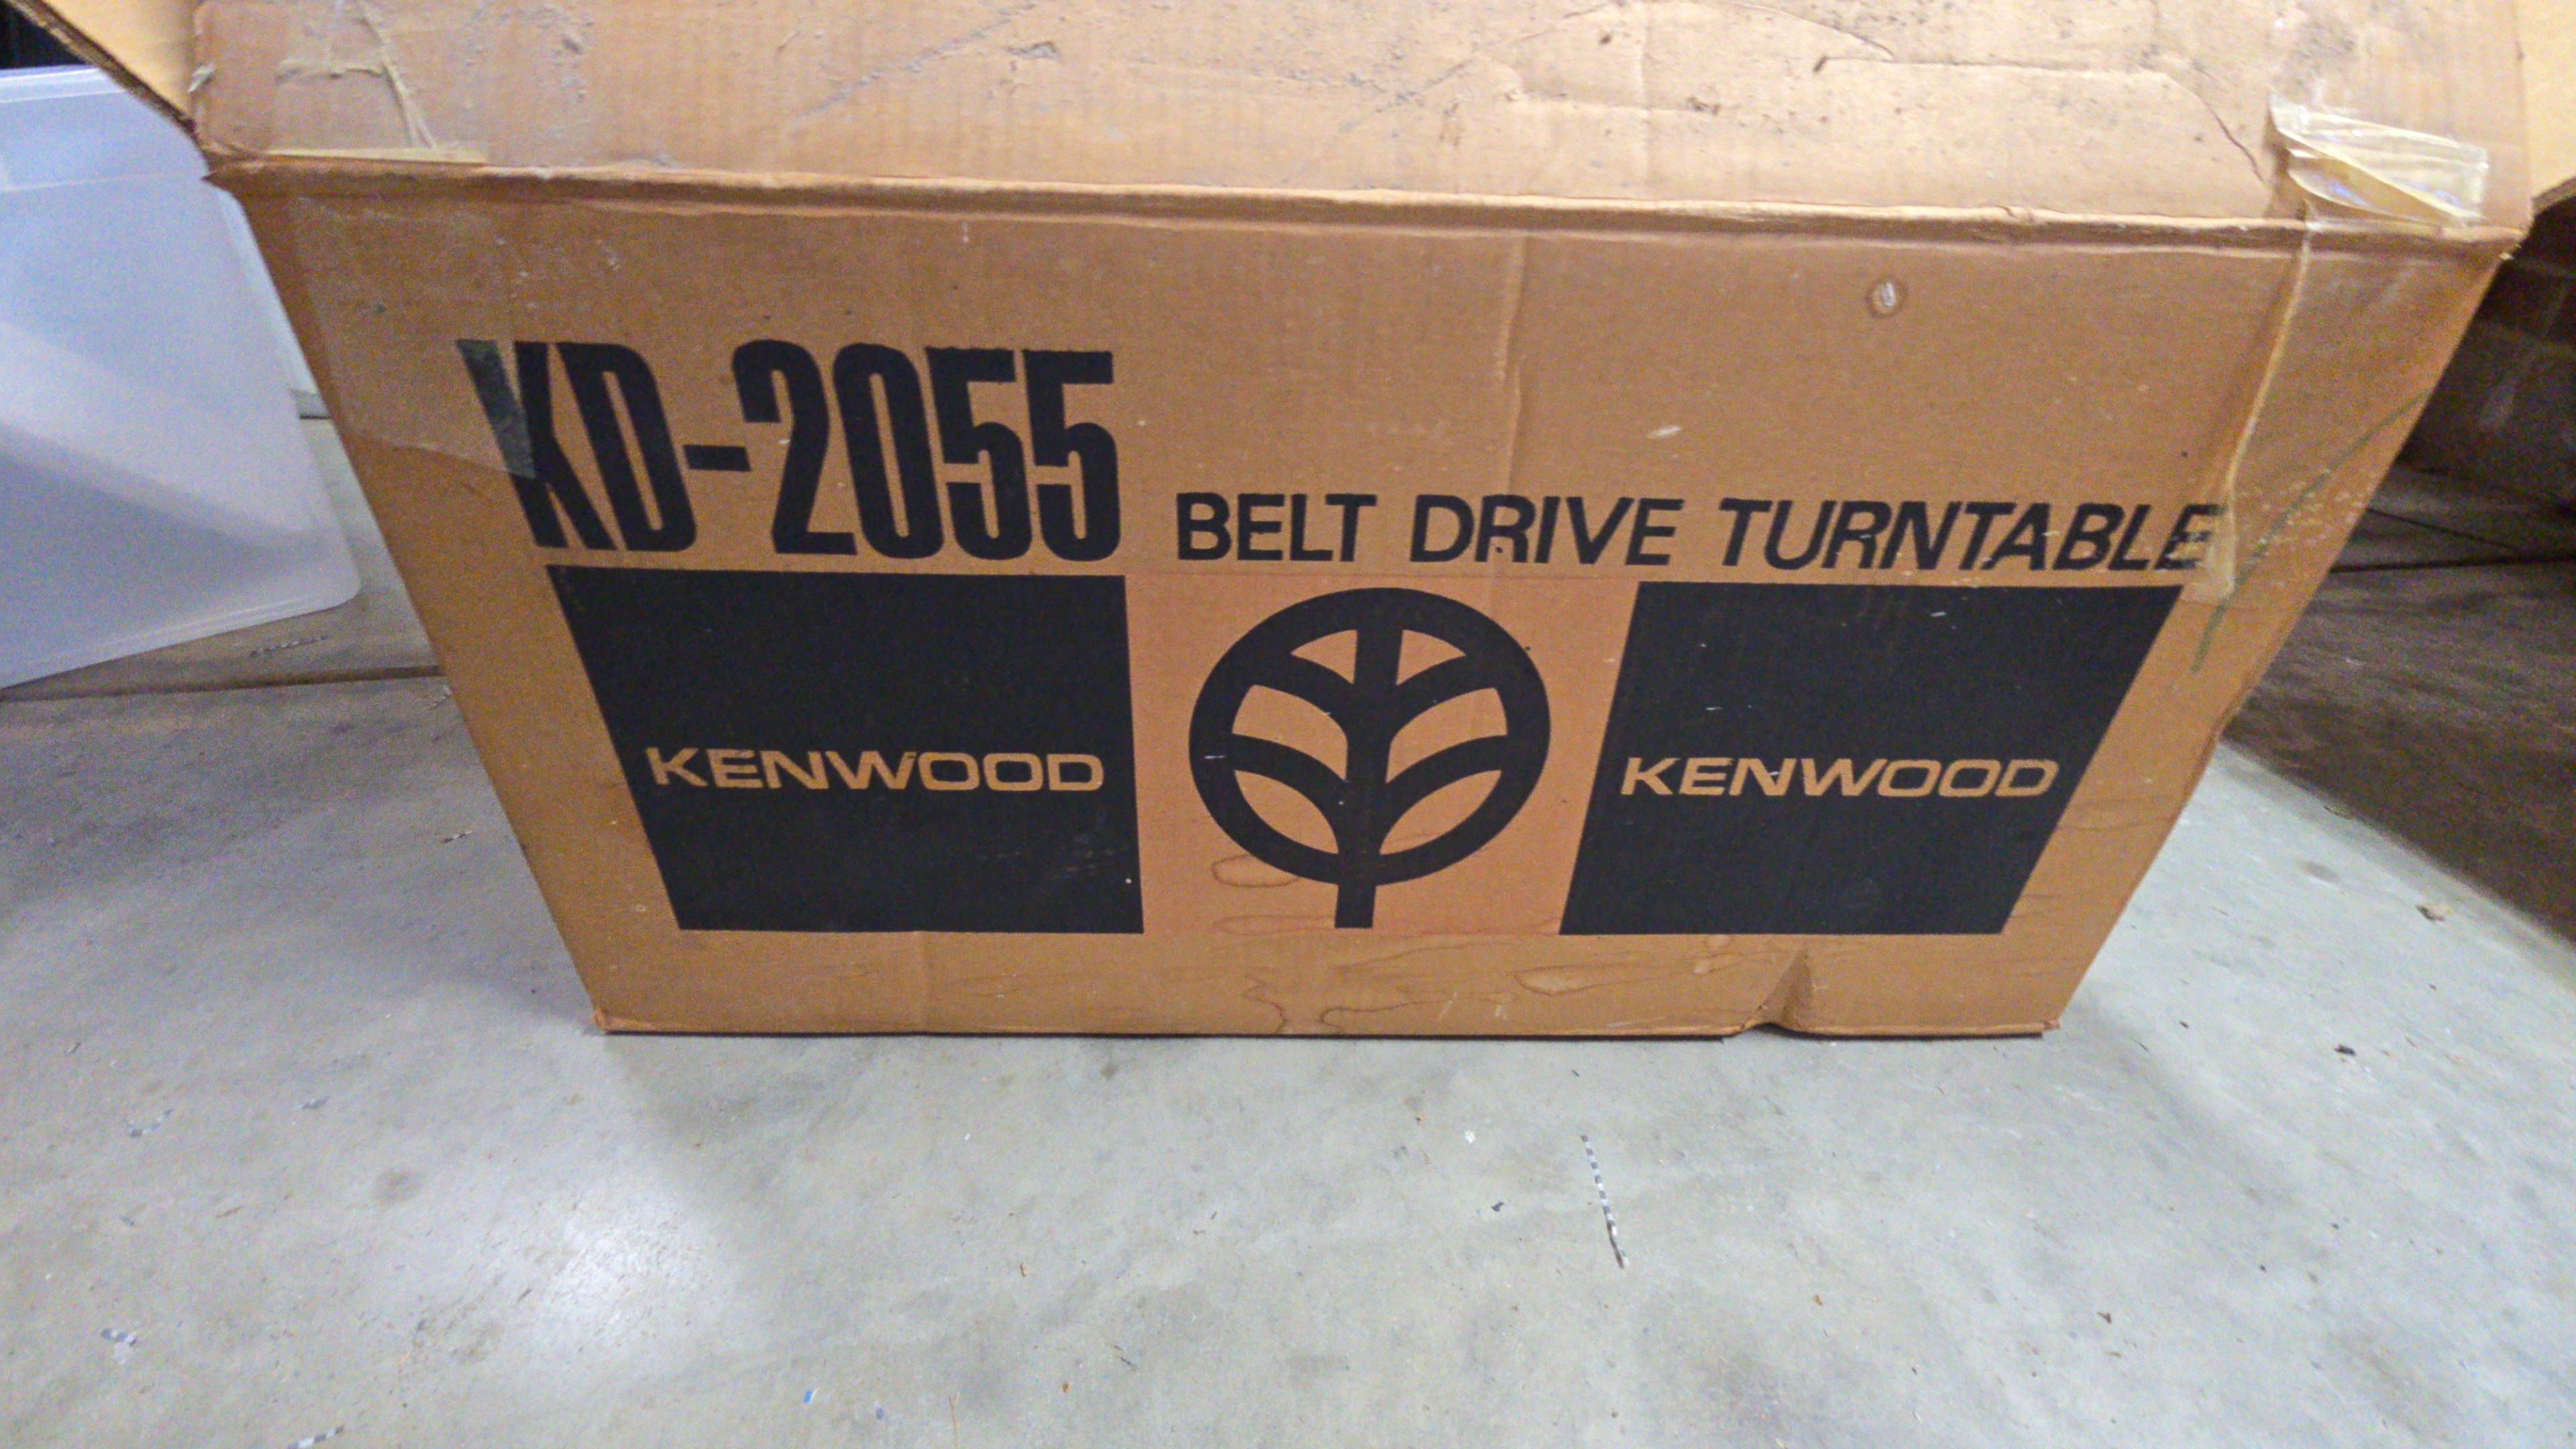 KD-2055 BELT DRIVE TURNTABLE
KENWOOD KENWOOD